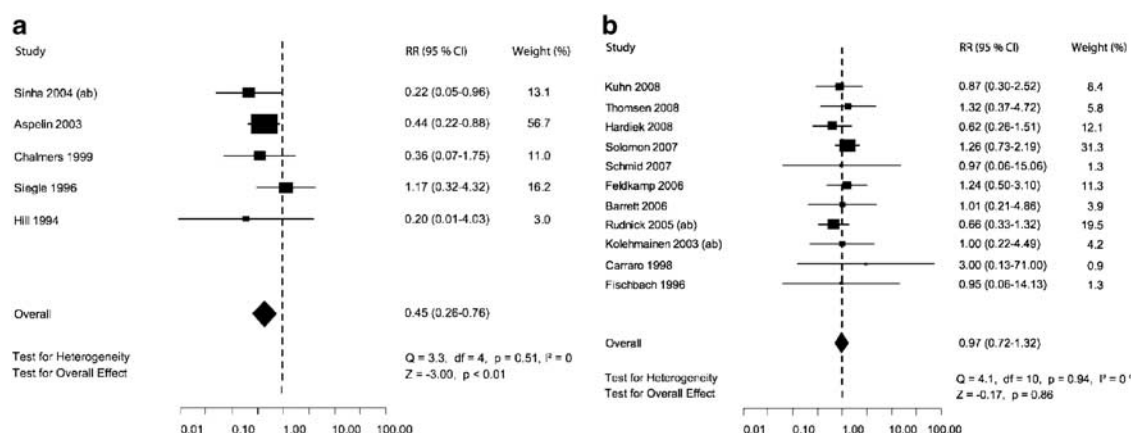 a
Study RR (95 % CI) Weight (%)
Sinha 2004 (ab) 0.22 (0.05-0.96) 13.1
Aspelin 2003 0.44 (0.22-0.88) 56.7
Chalmers 1999 0.36 (0.07-1.75) 11.0
Siegle 1996 1.17 (0.32-4.32) 16.2
Hill 1994 0.20 (0.01-4.03) 3.0
Overall 0.45 (0.26-0.76)
Test for Heterogeneity Q = 3.3, df = 4, p = 0.51, I² = 0
Test for Overall Effect Z = -3.00, p < 0.01
0.01 0.10 1.00 10.00 100.00
b
Study RR (95 % CI) Weight (%)
Kuhn 2008 0.87 (0.30-2.52) 8.4
Thomsen 2008 1.32 (0.37-4.72) 5.8
Hardiek 2008 0.62 (0.26-1.51) 12.1
Solomon 2007 1.26 (0.73-2.19) 31.3
Schmid 2007 0.97 (0.06-15.06) 1.3
Feldkamp 2006 1.24 (0.50-3.10) 11.3
Barrett 2006 1.01 (0.21-4.86) 3.9
Rudnick 2005 (ab) 0.66 (0.33-1.32) 19.5
Kolehmainen 2003 (ab) 1.00 (0.22-4.49) 4.2
Carraro 1998 3.00 (0.13-71.00) 0.9
Fischbach 1996 0.95 (0.06-14.13) 1.3
Overall 0.97 (0.72-1.32)
Test for Heterogeneity Q = 4.1, df = 10, p = 0.94, I² = 0
Test for Overall Effect Z = -0.17, p = 0.86
0.01 0.10 1.00 10.00 100.00